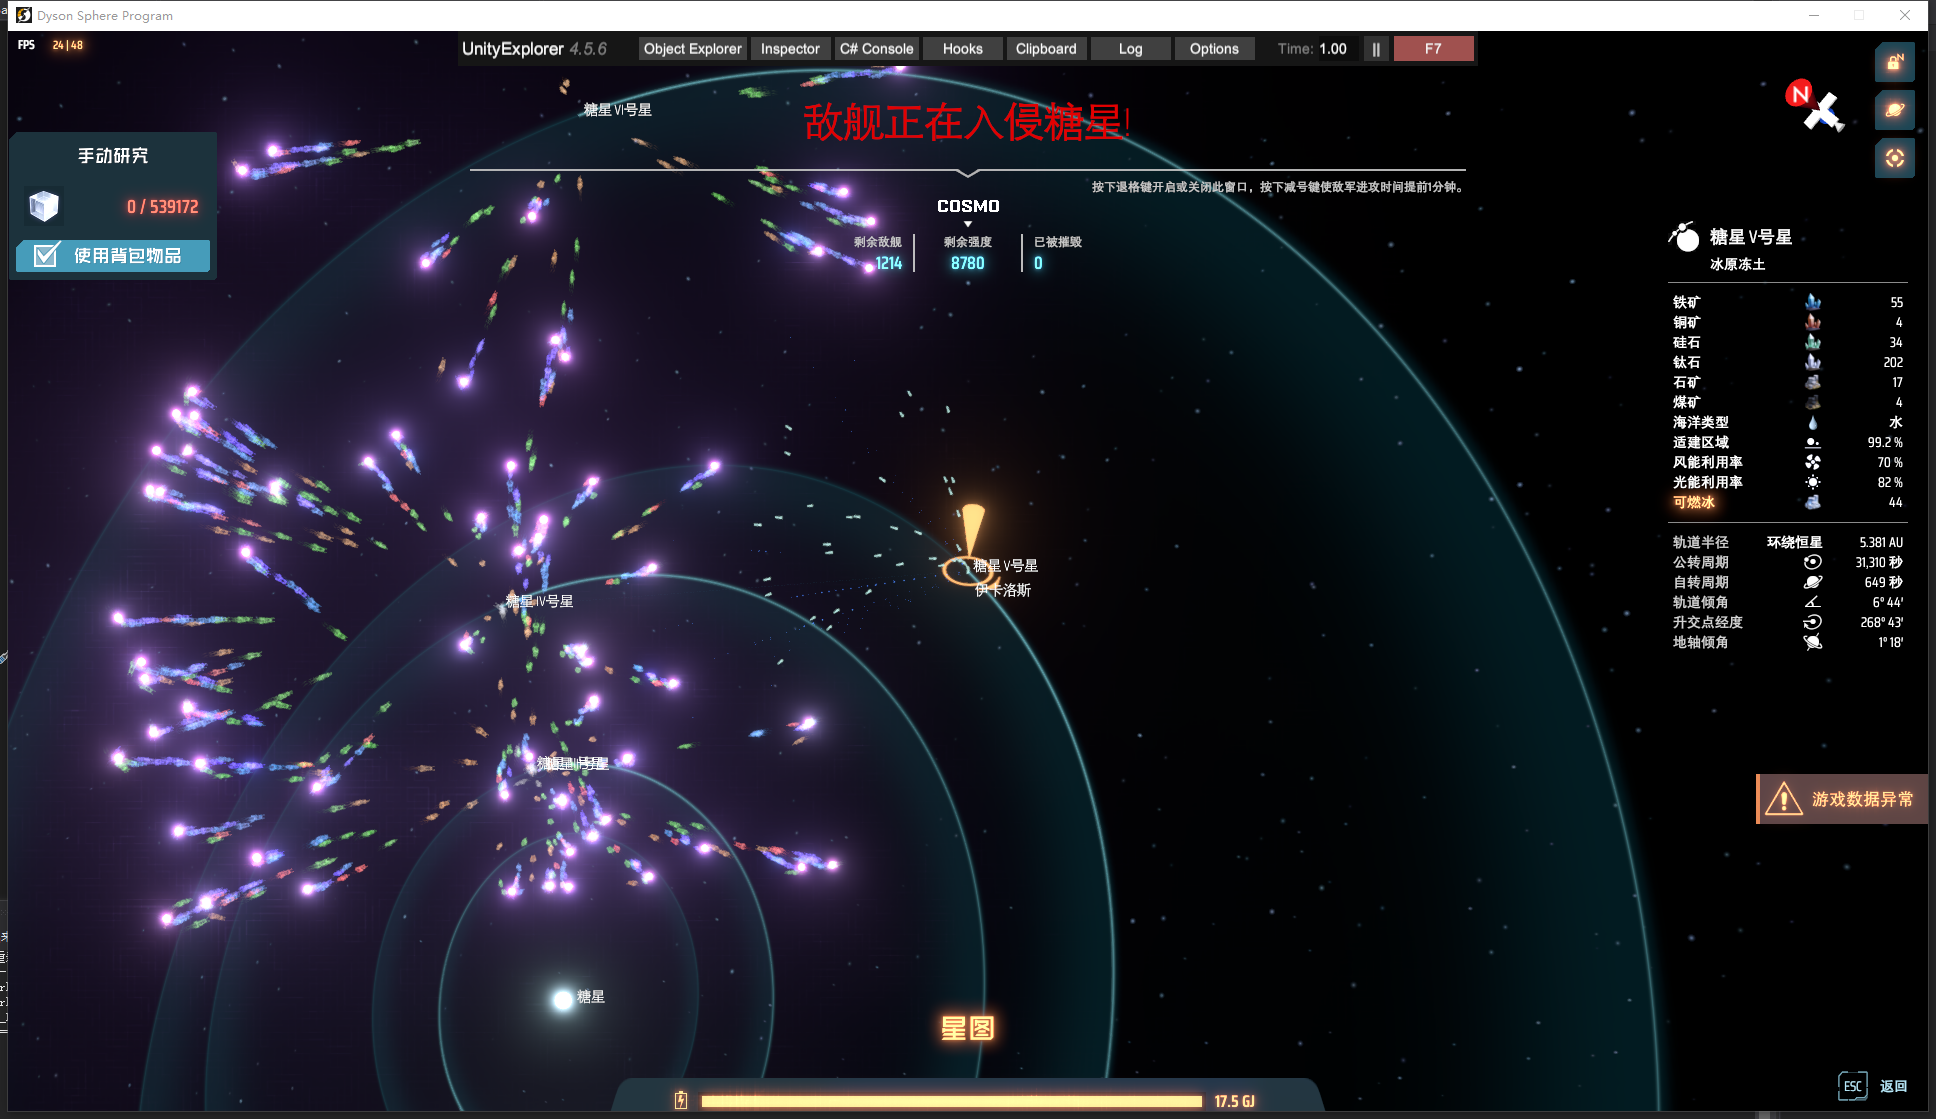 Dyson Sphere Program
FPS 24 | 48
UnityExplorer 4.5.6 Object Explorer Inspector C# Console Hooks Clipboard Log Options Time: 1.00 || F7
手动研究
0 / 539172
使用背包物品
糖星 VI号星
敌舰正在入侵糖星!
按下退格键开启或关闭此窗口，按下减号键使敌军进攻时间提前1分钟。
COSMO
剩余敌舰 剩余强度 已被摧毁
1214 8780 0
N
糖星 V号星
冰原冻土
铁矿 55
铜矿 4
硅石 34
钛石 202
石矿 17
煤矿 4
海洋类型 水
适建区域 99.2 %
风能利用率 70 %
光能利用率 82 %
可燃冰 44
轨道半径 环绕恒星 5.381 AU
公转周期 31,310 秒
自转周期 649 秒
轨道倾角 6° 44'
升交点经度 268° 43'
地轴倾角 1° 18'
糖星 V号星
伊卡洛斯
糖星 IV号星
游戏数据异常
糖星
星图
17.5 GJ
ESC 返回